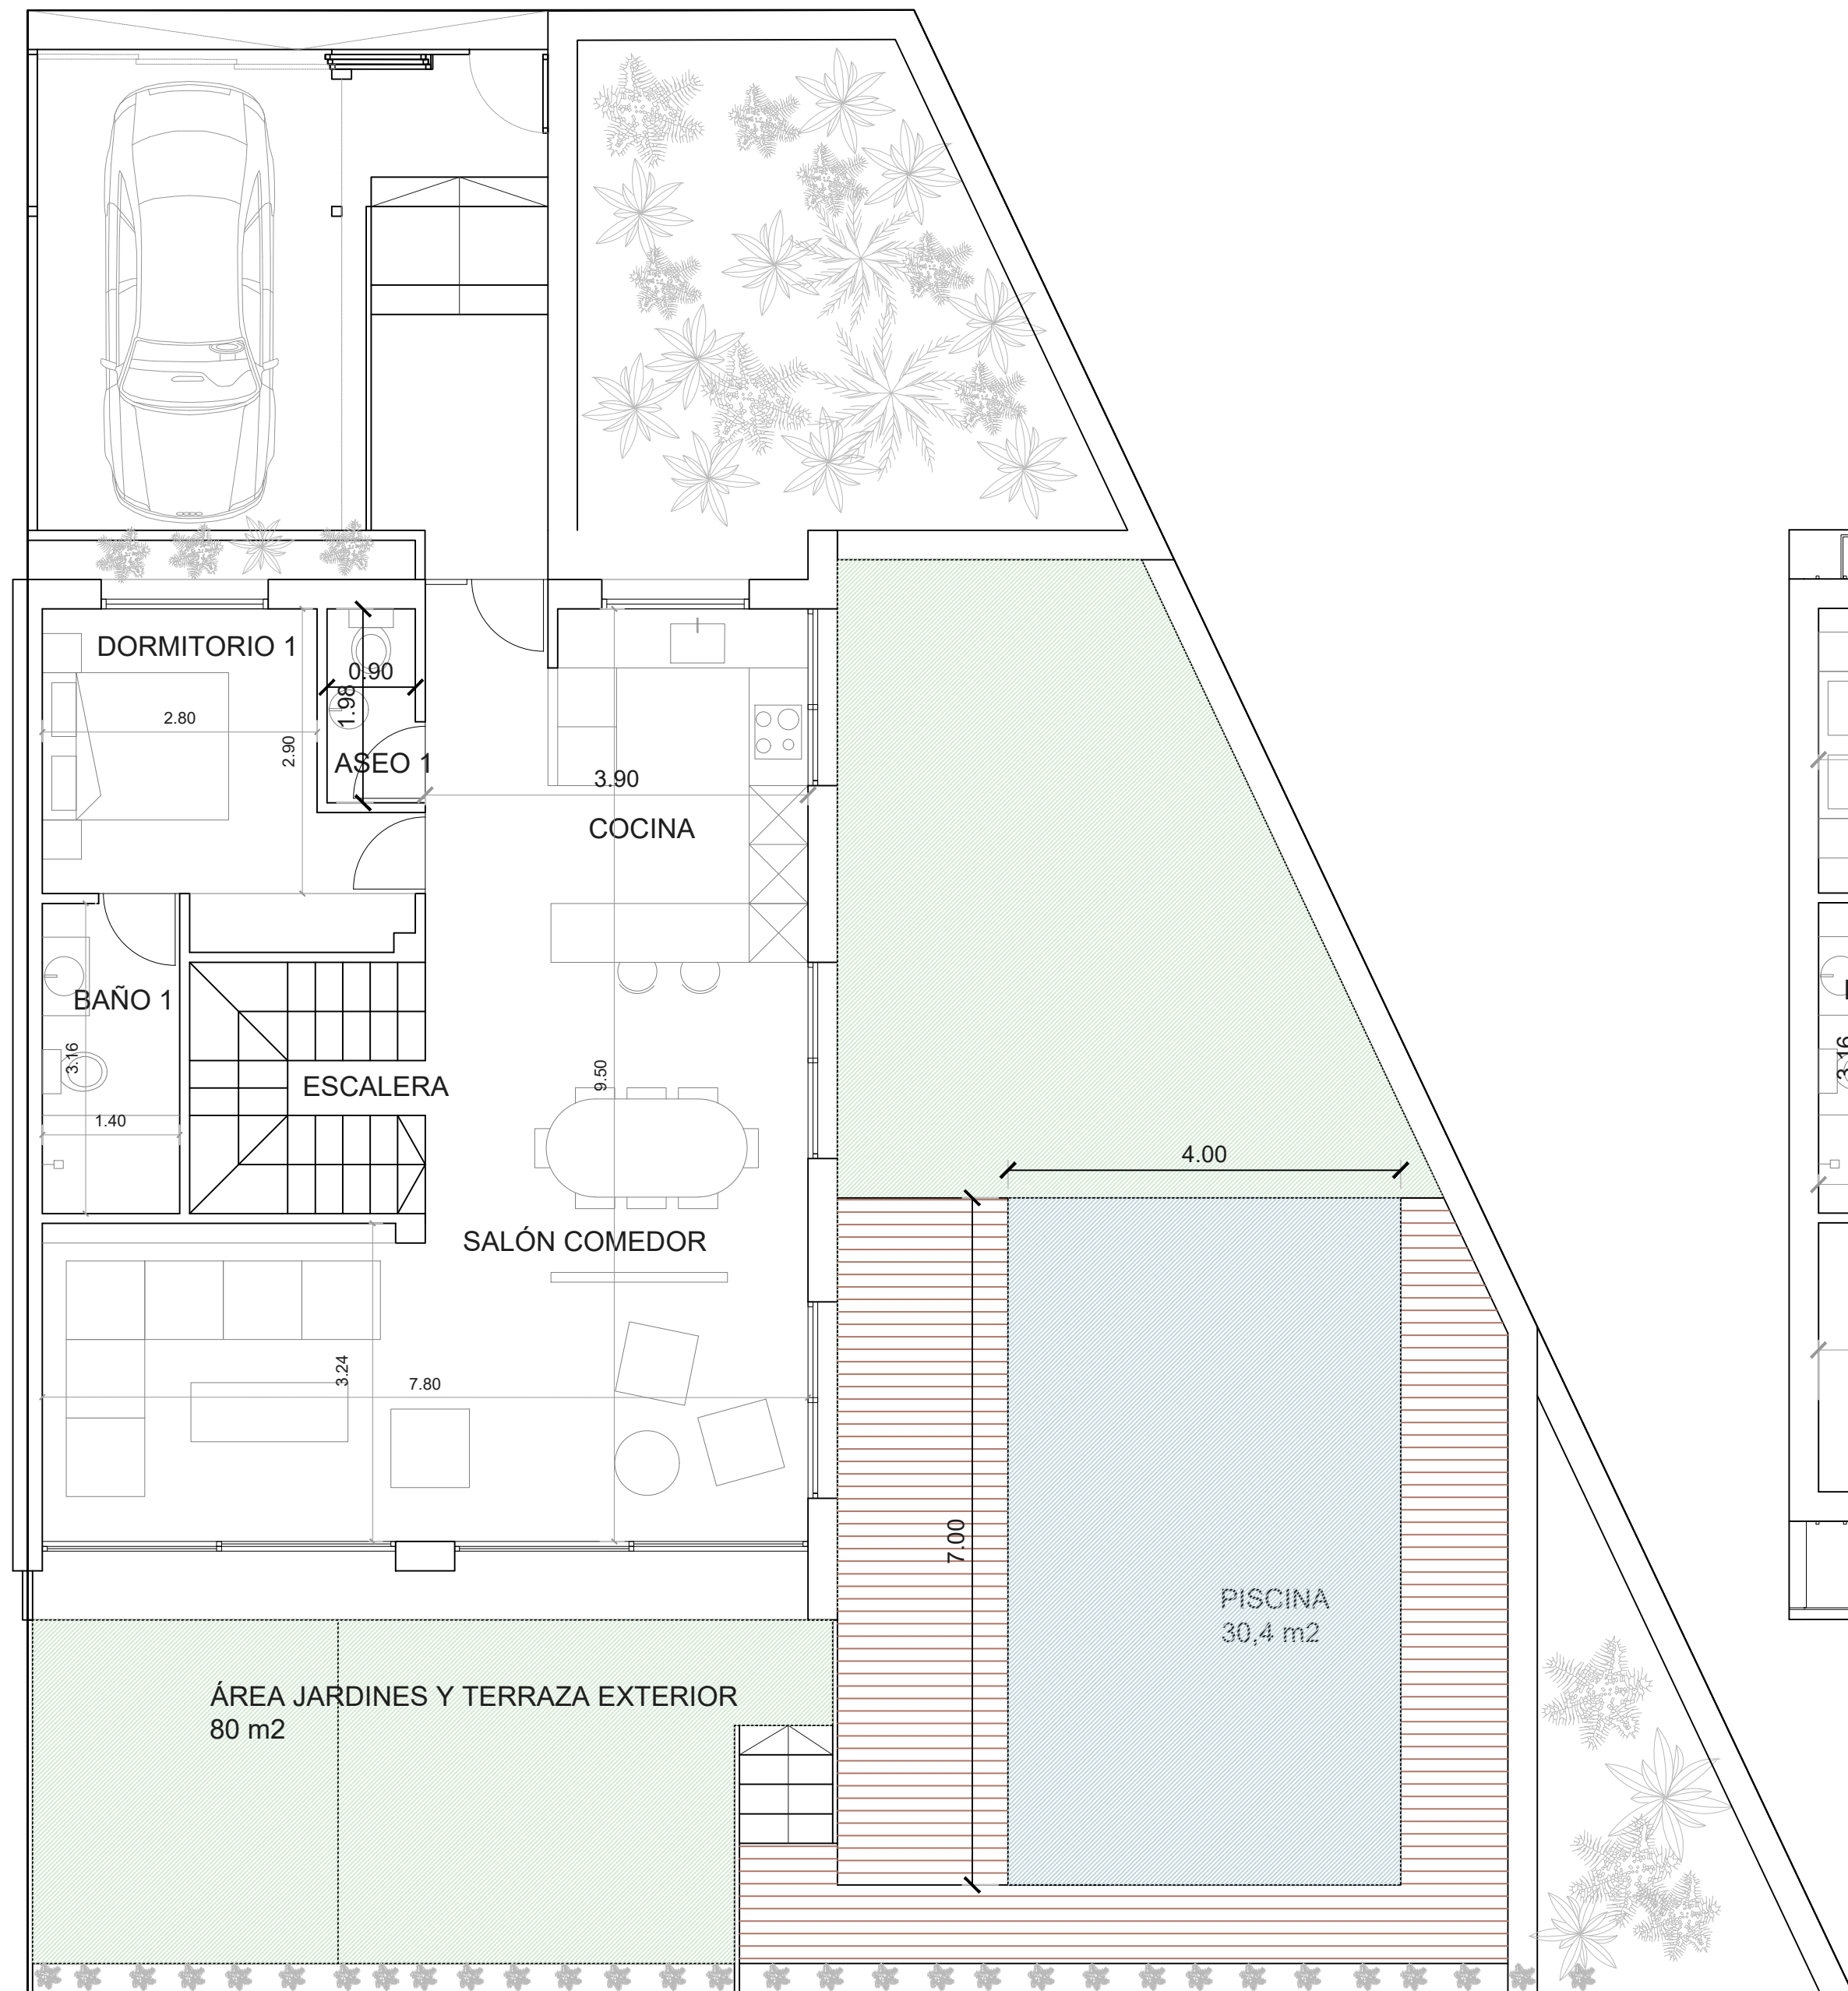 DORMITORIO 1
0.90
1.98
2.80
2.90
ASEO 1
3.90
COCINA
BAÑO 1
3.16
3.16
9.50
ESCALERA
1.40
4.00
SALÓN COMEDOR
3.24
7.80
7.00
PISCINA
30,4 m2
ÁREA JARDINES Y TERRAZA EXTERIOR
80 m2